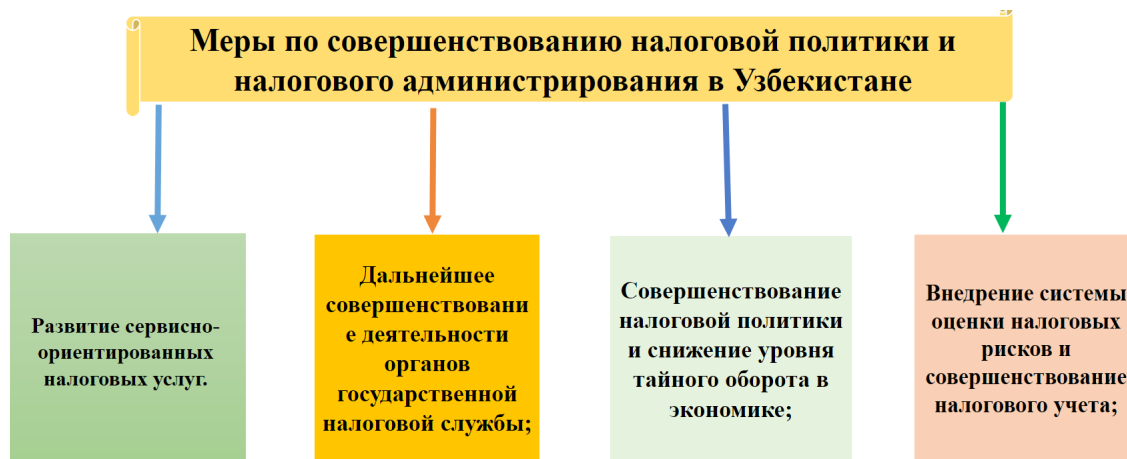 Меры по совершенствованию налоговой политики и
налогового администрирования в Узбекистане
Развитие сервисно-
ориентированных
налоговых услуг.
Дальнейшее
совершенствовани
е деятельности
органов
государственной
налоговой службы;
Совершенствование
налоговой политики
и снижение уровня
тайного оборота в
экономике;
Внедрение системы
оценки налоговых
рисков и
совершенствование
налогового учета;